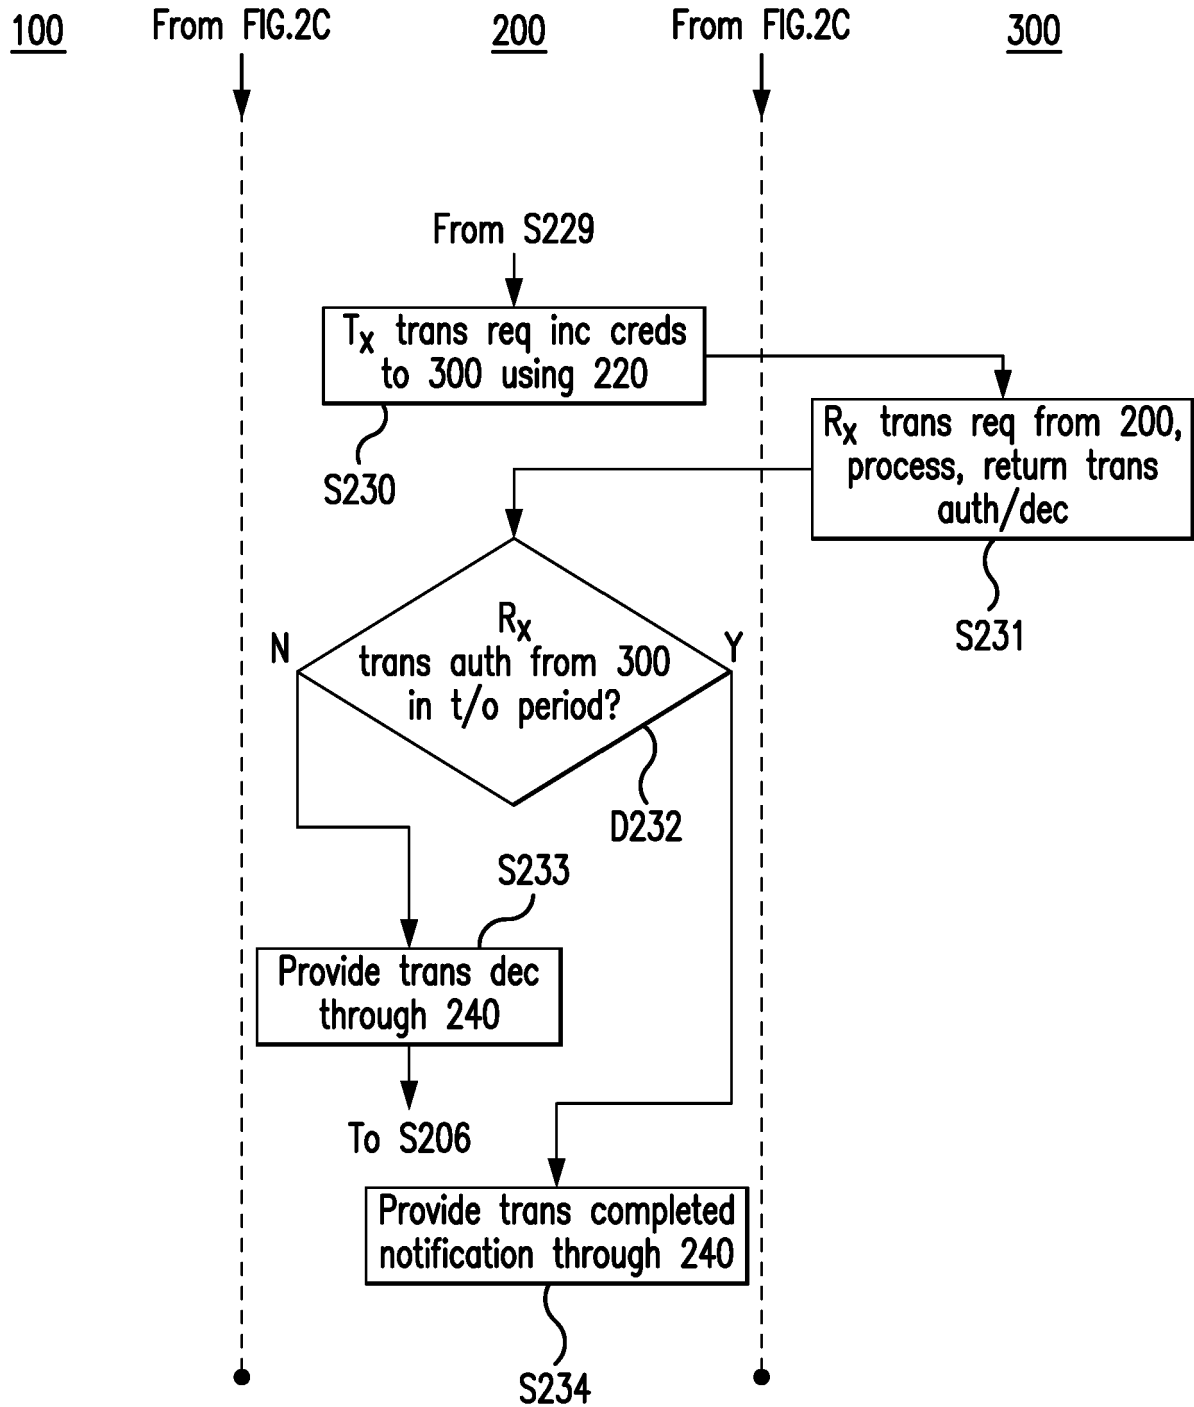 100
From FIG.2C
200
From FIG.2C
300
From S229
Tx trans req inc creds
to 300 using 220
S230
Rx trans req from 200,
process, return trans
auth/dec
S231
Rx
trans auth from 300
in t/o period?
N
Y
D232
S233
Provide trans dec
through 240
To S206
Provide trans completed
notification through 240
S234